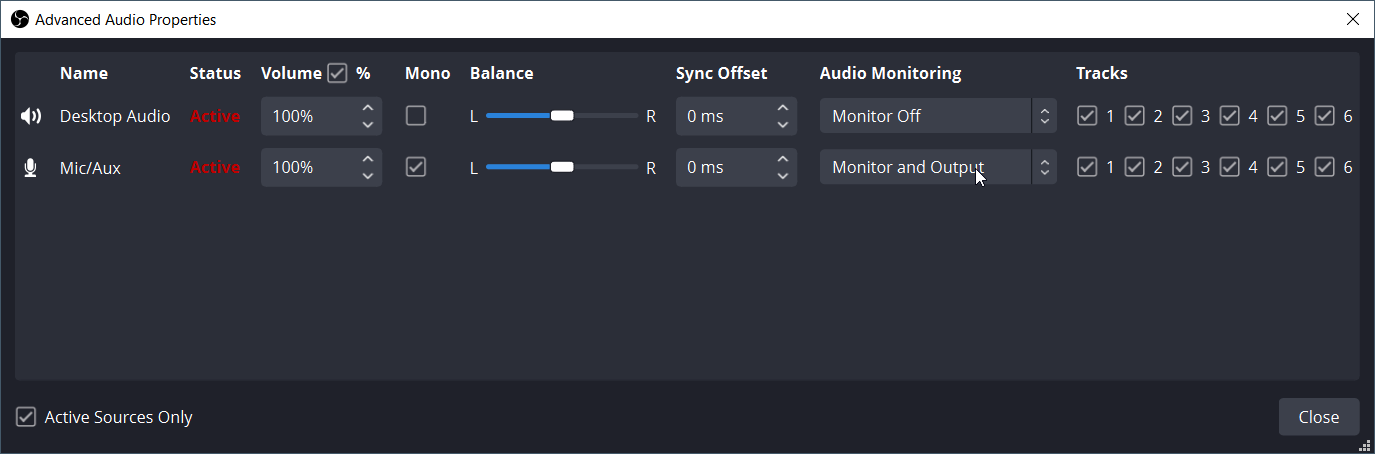 Advanced Audio Properties
Name Status Volume % Mono Balance Sync Offset Audio Monitoring Tracks
Desktop Audio Active 100% L R 0 ms Monitor Off 1 2 3 4 5 6
Mic/Aux Active 100% L R 0 ms Monitor and Output 1 2 3 4 5 6
Active Sources Only Close